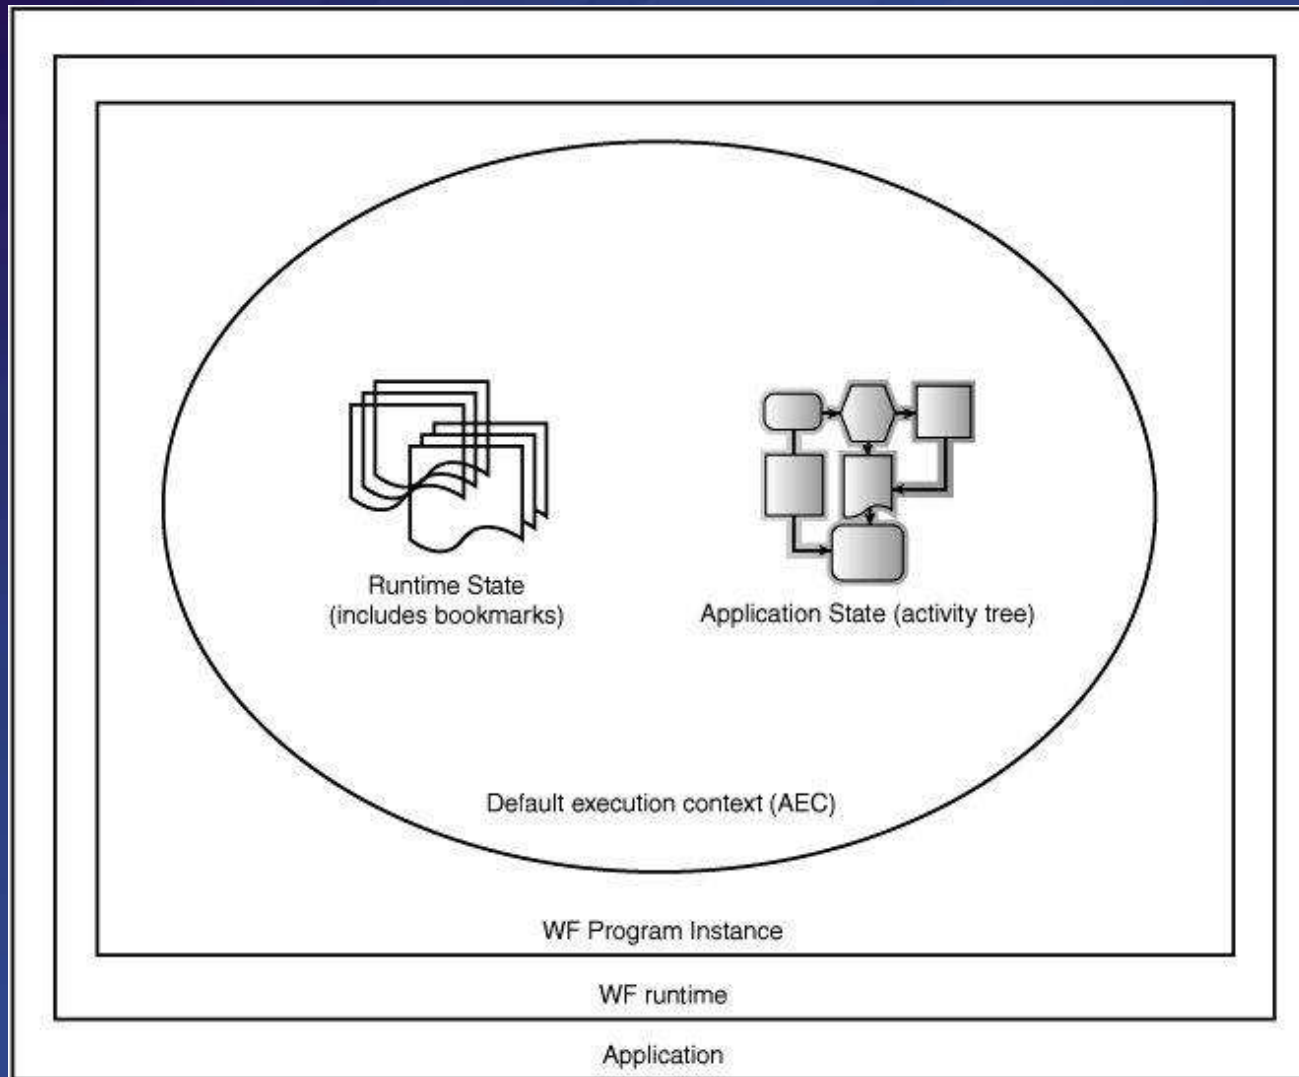 Runtime State
(includes bookmarks)
Application State (activity tree)
Default execution context (AEC)
WF Program Instance
WF runtime
Application